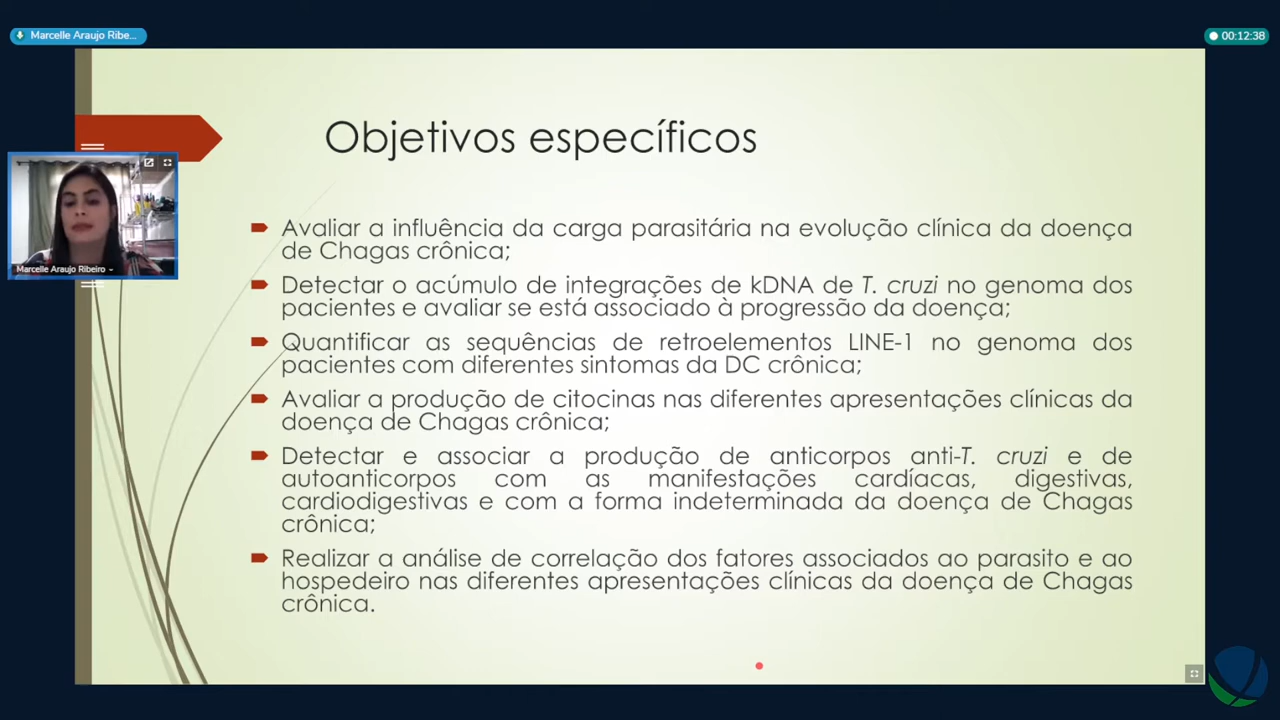 Marcelle Araujo Ribe...
00:12:38
Objetivos específicos
Marcelle Araujo Ribeiro
Avaliar a influência da carga parasitária na evolução clínica da doença
de Chagas crônica;
Detectar o acúmulo de integrações de kDNA de T. cruzi no genoma dos
pacientes e avaliar se está associado à progressão da doença;
Quantificar as sequências de retroelementos LINE-1 no genoma dos
pacientes com diferentes sintomas da DC crônica;
Avaliar a produção de citocinas nas diferentes apresentações clínicas da
doença de Chagas crônica;
Detectar e associar a produção de anticorpos anti-T. cruzi e de
autoanticorpos com as manifestações cardíacas, digestivas,
cardiodigestivas e com a forma indeterminada da doença de Chagas
crônica;
Realizar a análise de correlação dos fatores associados ao parasito e ao
hospedeiro nas diferentes apresentações clínicas da doença de Chagas
crônica.